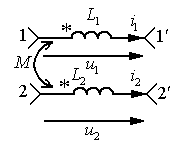 1 * L₁ i₁ 1′
M u₁
2 * L₂ i₂ 2′
u₂